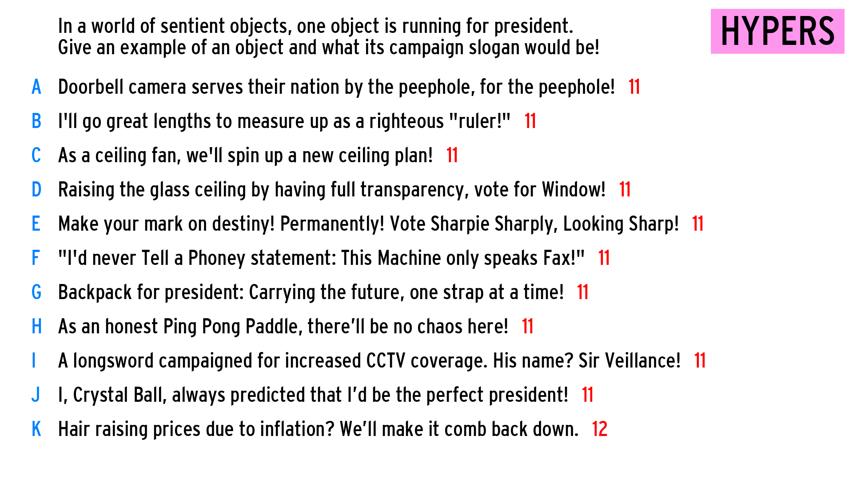 In a world of sentient objects, one object is running for president.
Give an example of an object and what its campaign slogan would be!
HYPERS
A Doorbell camera serves their nation by the peephole, for the peephole! 11
B I'll go great lengths to measure up as a righteous "ruler!" 11
C As a ceiling fan, we'll spin up a new ceiling plan! 11
D Raising the glass ceiling by having full transparency, vote for Window! 11
E Make your mark on destiny! Permanently! Vote Sharpie Sharply, Looking Sharp! 11
F "I'd never Tell a Phoney statement: This Machine only speaks Fax!" 11
G Backpack for president: Carrying the future, one strap at a time! 11
H As an honest Ping Pong Paddle, there’ll be no chaos here! 11
I A longsword campaigned for increased CCTV coverage. His name? Sir Veillance! 11
J I, Crystal Ball, always predicted that I’d be the perfect president! 11
K Hair raising prices due to inflation? We’ll make it comb back down. 12